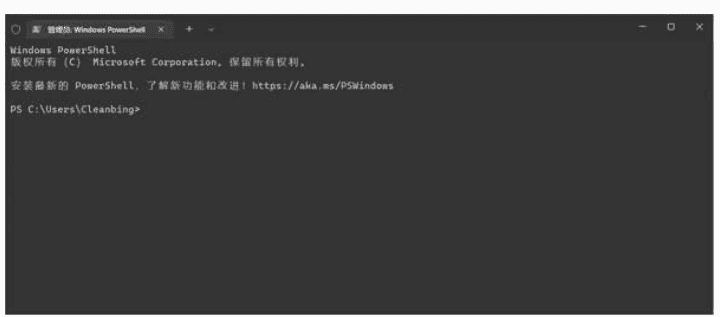 管理员: Windows PowerShell
Windows PowerShell
版权所有 (C) Microsoft Corporation。保留所有权利。
安装最新的 PowerShell，了解新功能和改进！https://aka.ms/PSWindows
PS C:\Users\Cleanbing>